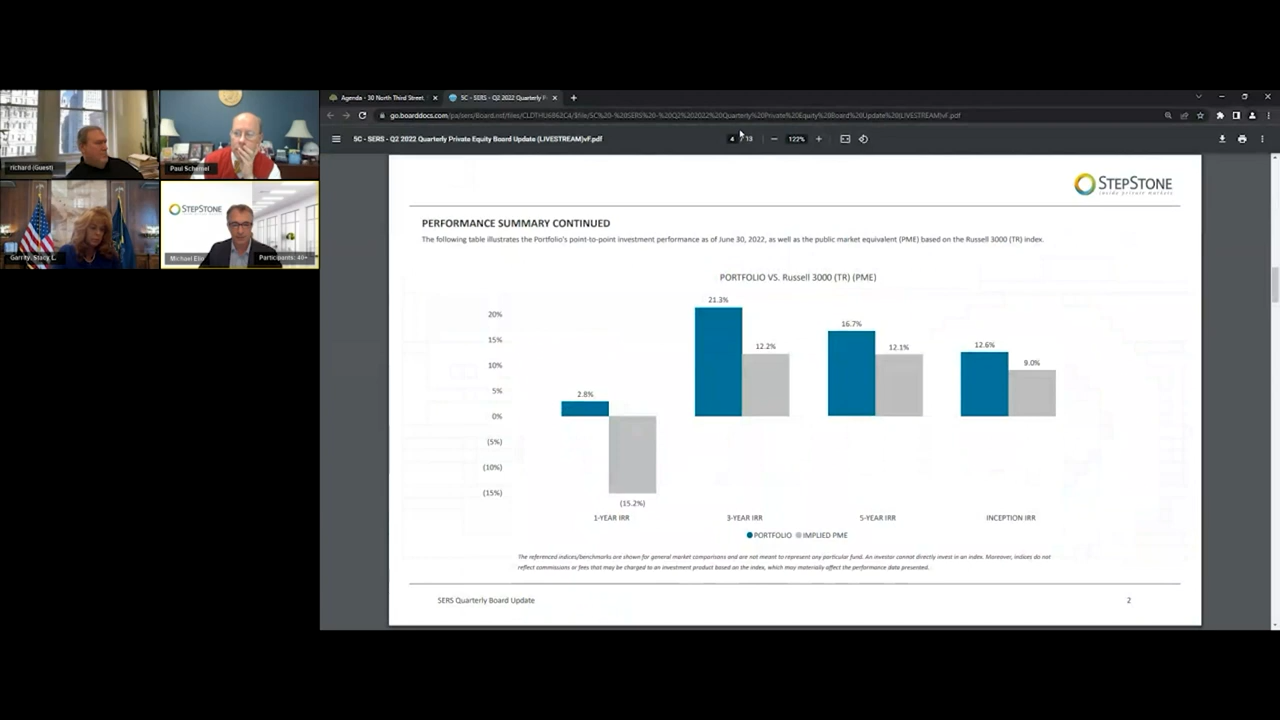 richard (Guest)
Paul Schemel
Garrity, Stacy L.
STEPSTONE
Michael Elio
Participants: 49+
Agenda - 30 North Third Street,
5C - SERS - Q2 2022 Quarterly P
5C - SERS - Q2 2022 Quarterly Private Equity Board Update (LIVESTREAM)vF.pdf
4 / 13
122%
STEPSTONE
inside private markets
PERFORMANCE SUMMARY CONTINUED
The following table illustrates the Portfolio's point-to-point investment performance as of June 30, 2022, as well as the public market equivalent (PME) based on the Russell 3000 (TR) index.
PORTFOLIO VS. Russell 3000 (TR) (PME)
20%
15%
10%
5%
0%
(5%)
(10%)
(15%)
2.8%
(15.2%)
21.3%
12.2%
16.7%
12.1%
12.6%
9.0%
1-YEAR IRR
3-YEAR IRR
5-YEAR IRR
INCEPTION IRR
PORTFOLIO
IMPLIED PME
The referenced indices/benchmarks are shown for general market comparisons and are not meant to represent any particular fund. An investor cannot directly invest in an index. Moreover, indices do not
reflect commissions or fees that may be charged to an investment product based on the index, which may materially affect the performance data presented.
SERS Quarterly Board Update
2